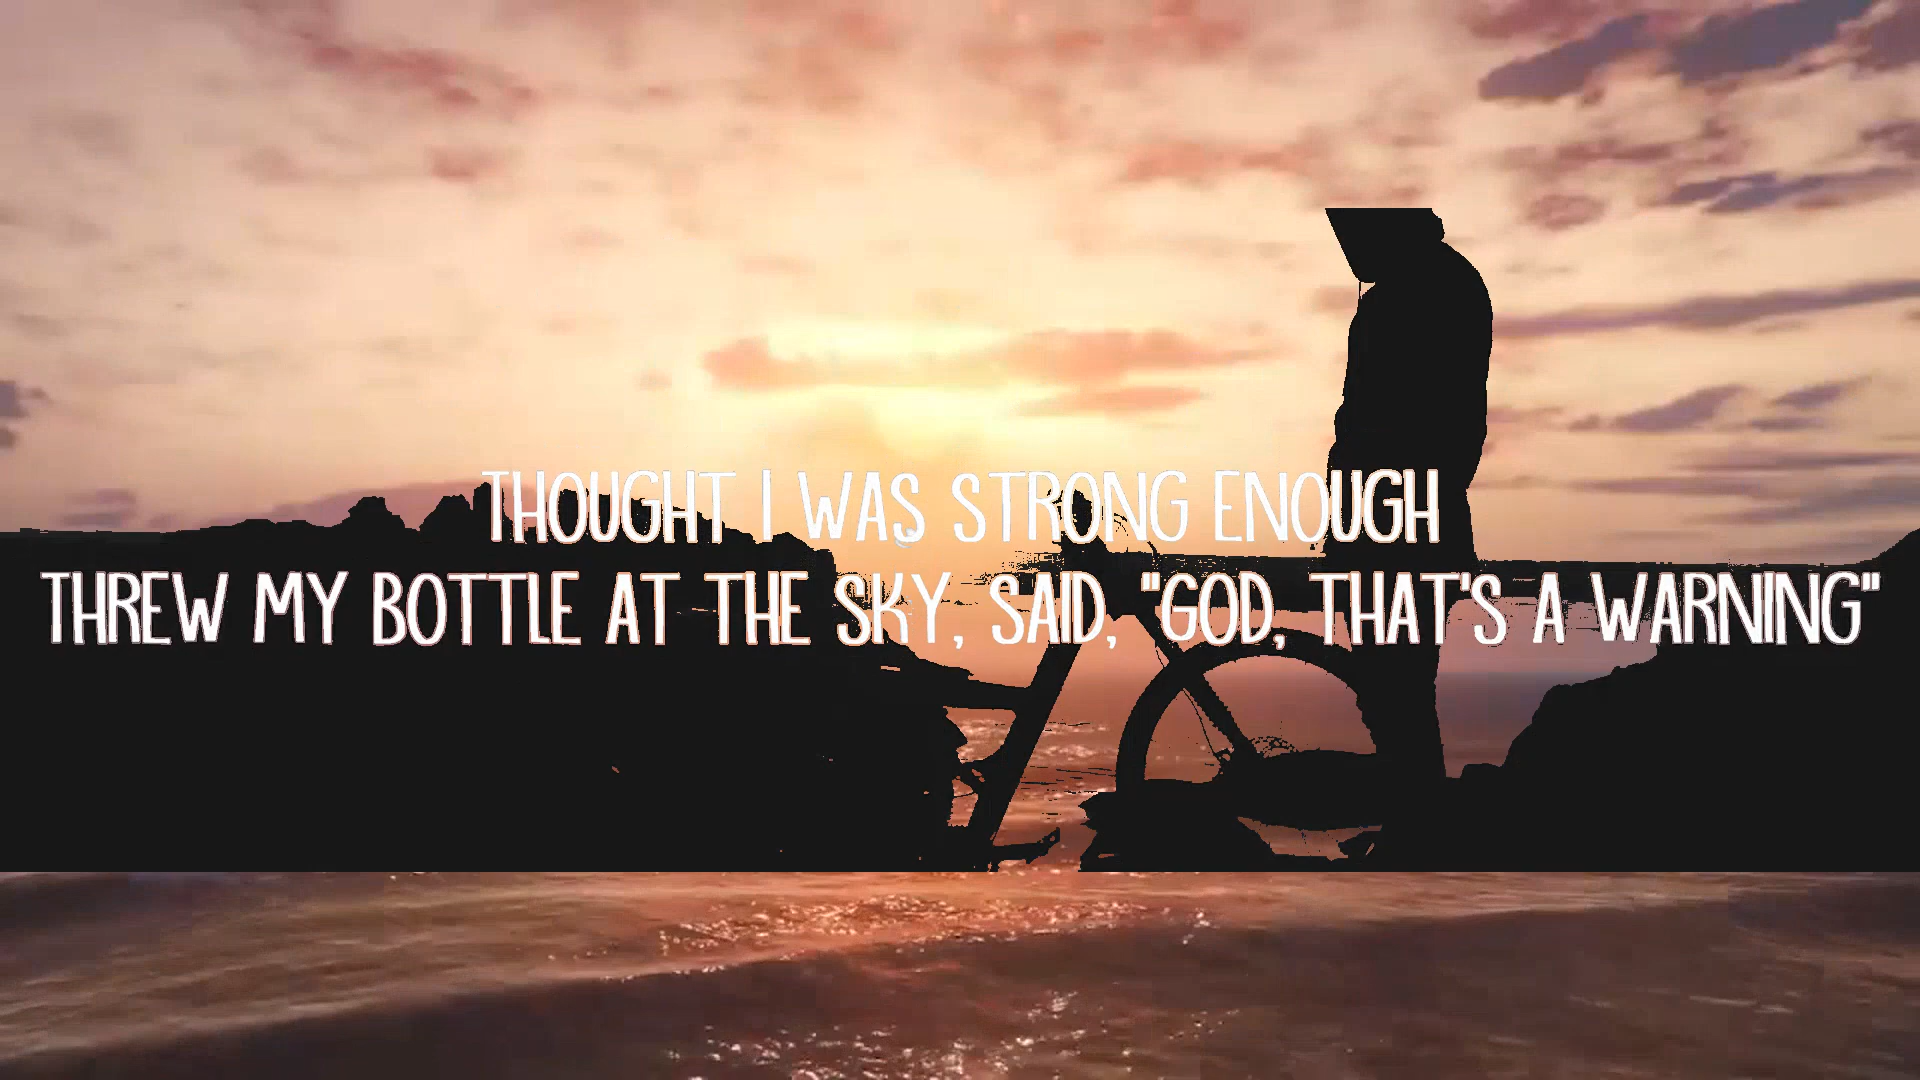 THOUGHT I WAS STRONG ENOUGH
THREW MY BOTTLE AT THE SKY, SAID, "GOD, THAT'S A WARNING"